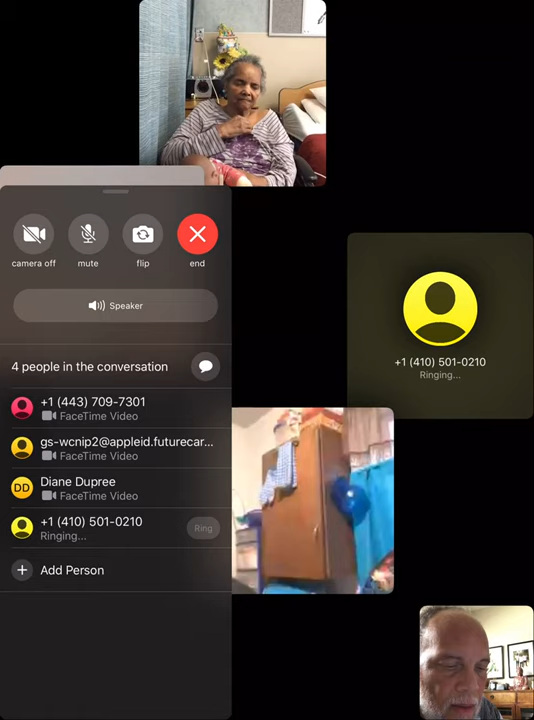 camera off
mute
flip
end
Speaker
4 people in the conversation
+1 (443) 709-7301
FaceTime Video
gs-wcnip2@appleid.futurecar...
FaceTime Video
DD
Diane Dupree
FaceTime Video
+1 (410) 501-0210
Ringing...
Ring
Add Person
+1 (410) 501-0210
Ringing...